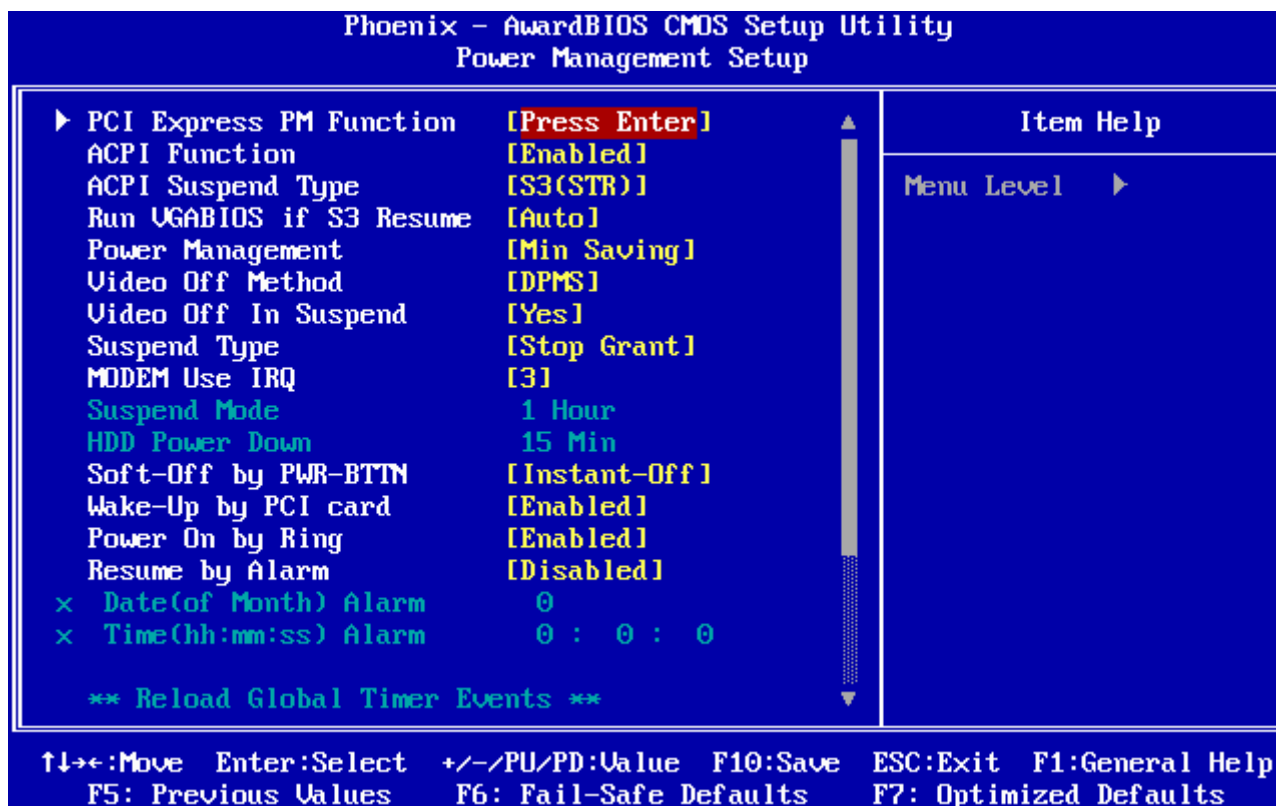 Phoenix - AwardBIOS CMOS Setup Utility
Power Management Setup
PCI Express PM Function [Press Enter]
ACPI Function [Enabled]
ACPI Suspend Type [S3(STR)]
Run VGABIOS if S3 Resume [Auto]
Power Management [Min Saving]
Video Off Method [DPMS]
Video Off In Suspend [Yes]
Suspend Type [Stop Grant]
MODEM Use IRQ [3]
Suspend Mode 1 Hour
HDD Power Down 15 Min
Soft-Off by PWR-BTTN [Instant-Off]
Wake-Up by PCI card [Enabled]
Power On by Ring [Enabled]
Resume by Alarm [Disabled]
x Date(of Month) Alarm 0
x Time(hh:mm:ss) Alarm 0 : 0 : 0
** Reload Global Timer Events **
Item Help
Menu Level
↑↓→←:Move Enter:Select +/-/PU/PD:Value F10:Save ESC:Exit F1:General Help
F5: Previous Values F6: Fail-Safe Defaults F7: Optimized Defaults